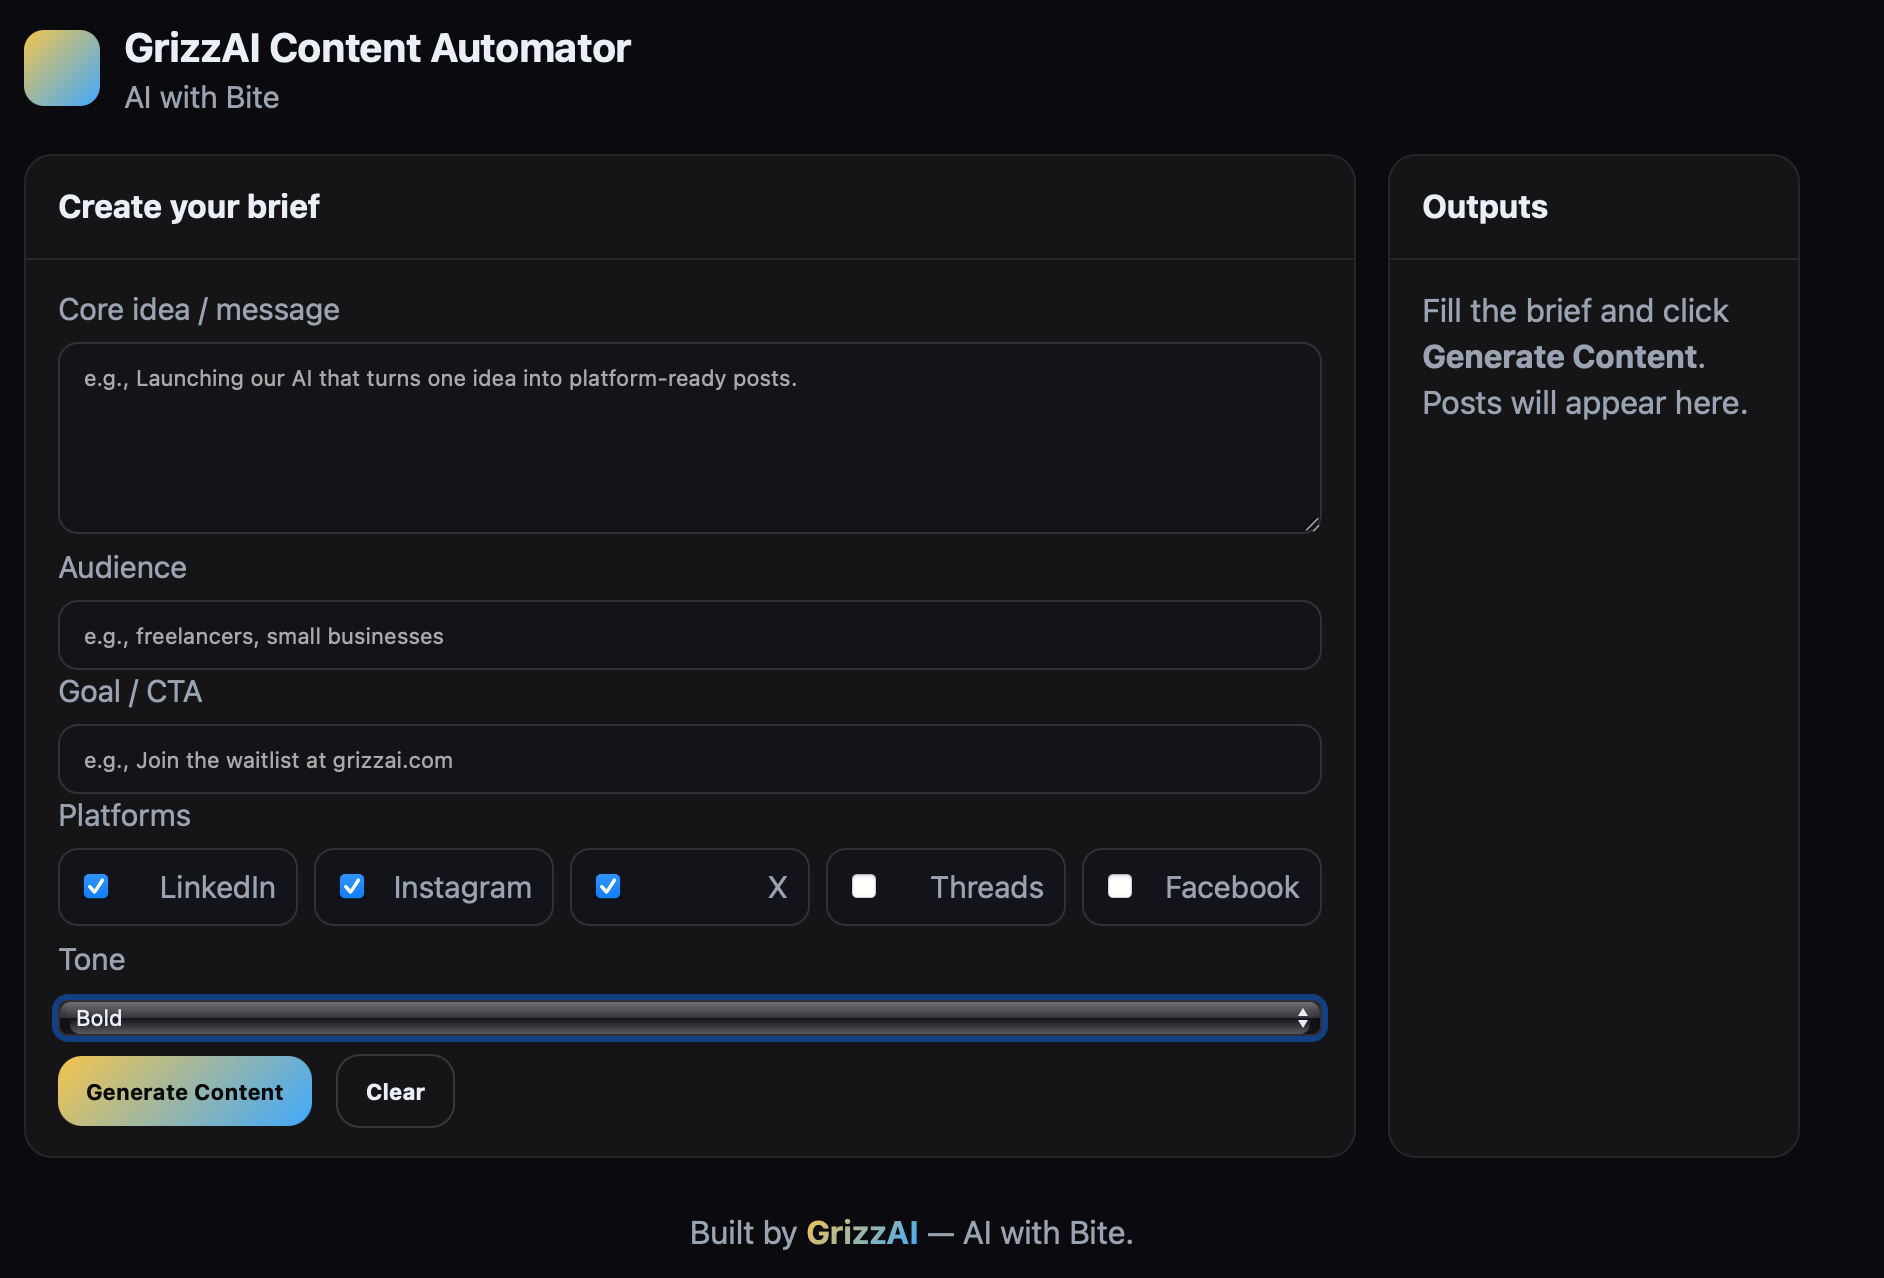 GrizzAI Content Automator
AI with Bite
Create your brief
Core idea / message
e.g., Launching our AI that turns one idea into platform-ready posts.
Audience
e.g., freelancers, small businesses
Goal / CTA
e.g., Join the waitlist at grizzai.com
Platforms
LinkedIn
Instagram
X
Threads
Facebook
Tone
Bold
Generate Content
Clear
Outputs
Fill the brief and click
Generate Content.
Posts will appear here.
Built by GrizzAI — AI with Bite.